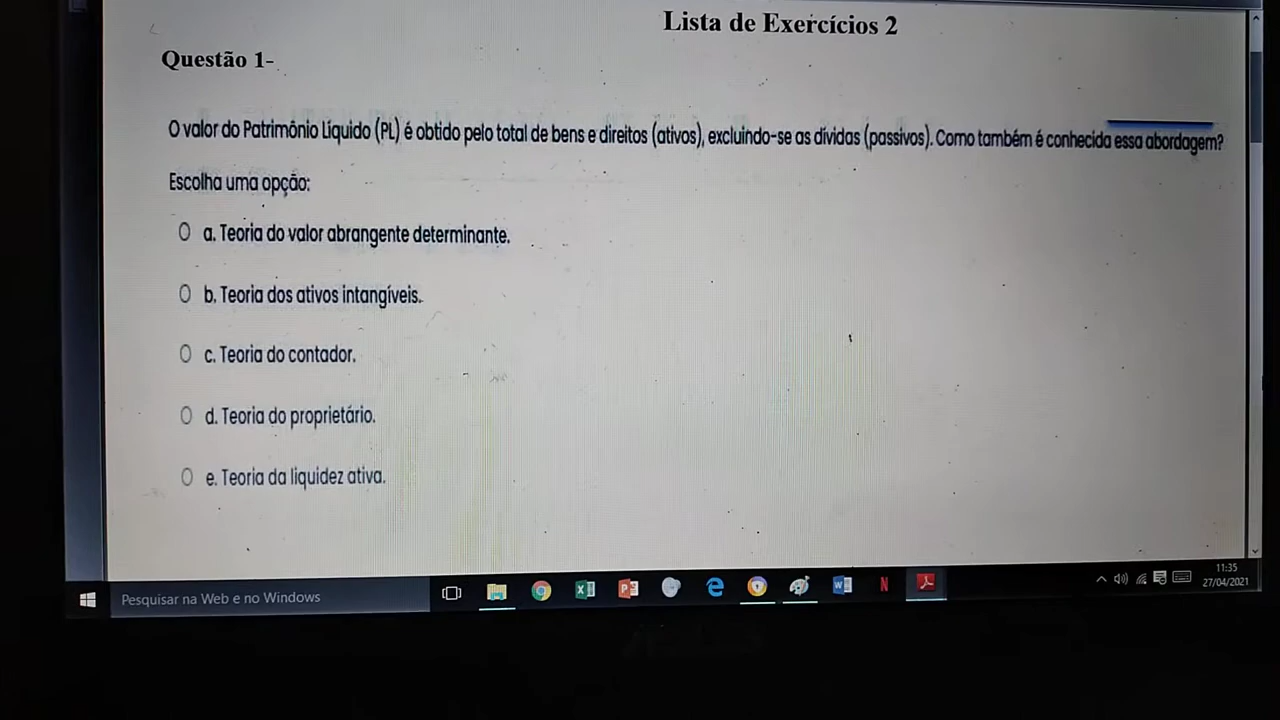 Lista de Exercícios 2
Questão 1-
O valor do Patrimônio Líquido (PL) é obtido pelo total de bens e direitos (ativos), excluindo-se as dívidas (passivos). Como também é conhecida essa abordagem?
Escolha uma opção:
O a. Teoria do valor abrangente determinante.
O b. Teoria dos ativos intangíveis.
O c. Teoria do contador.
O d. Teoria do proprietário.
O e. Teoria da liquidez ativa.
Pesquisar na Web e no Windows
11:35
27/04/2021